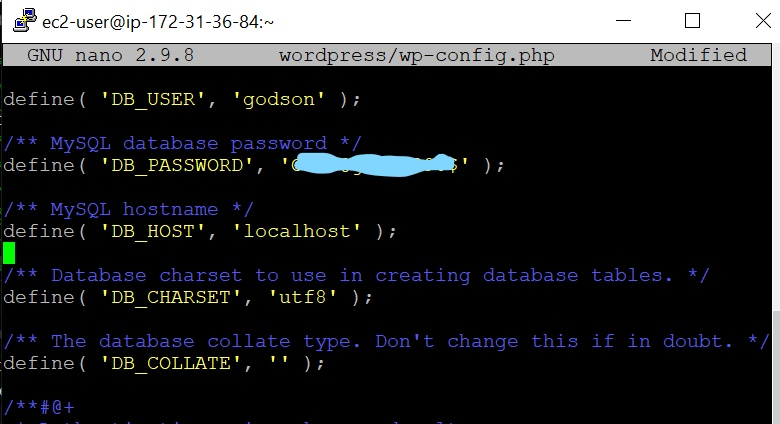 ec2-user@ip-172-31-36-84:~
GNU nano 2.9.8 wordpress/wp-config.php Modified
define( 'DB_USER', 'godson' );
/** MySQL database password */
define( 'DB_PASSWORD', ' ' );
/** MySQL hostname */
define( 'DB_HOST', 'localhost' );
/** Database charset to use in creating database tables. */
define( 'DB_CHARSET', 'utf8' );
/** The database collate type. Don't change this if in doubt. */
define( 'DB_COLLATE', '' );
/**#@+